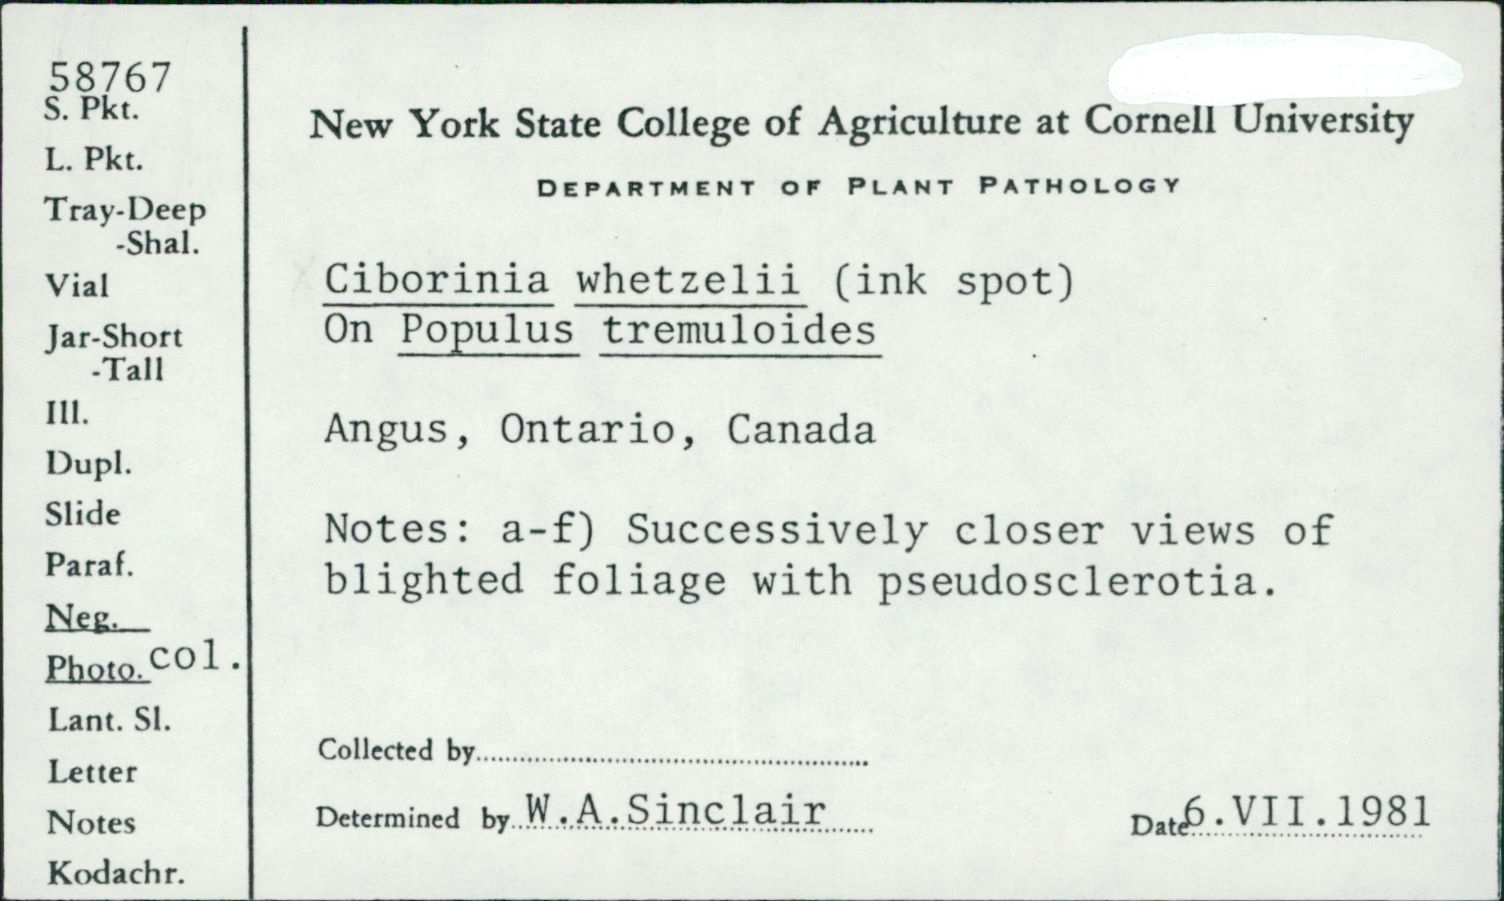 58767
S. Pkt.
L. Pkt.
Tray-Deep
-Shal.
Vial
Jar-Short
-Tall
Ill.
Dupl.
Slide
Paraf.
Neg.
Photo. col.
Lant. Sl.
Letter
Notes
Kodachr.
New York State College of Agriculture at Cornell University
DEPARTMENT OF PLANT PATHOLOGY
Ciborinia whetzelii (ink spot)
On Populus tremuloides
Angus, Ontario, Canada
Notes: a-f) Successively closer views of
blighted foliage with pseudosclerotia.
Collected by
Determined by W.A.Sinclair
Date 6.VII.1981